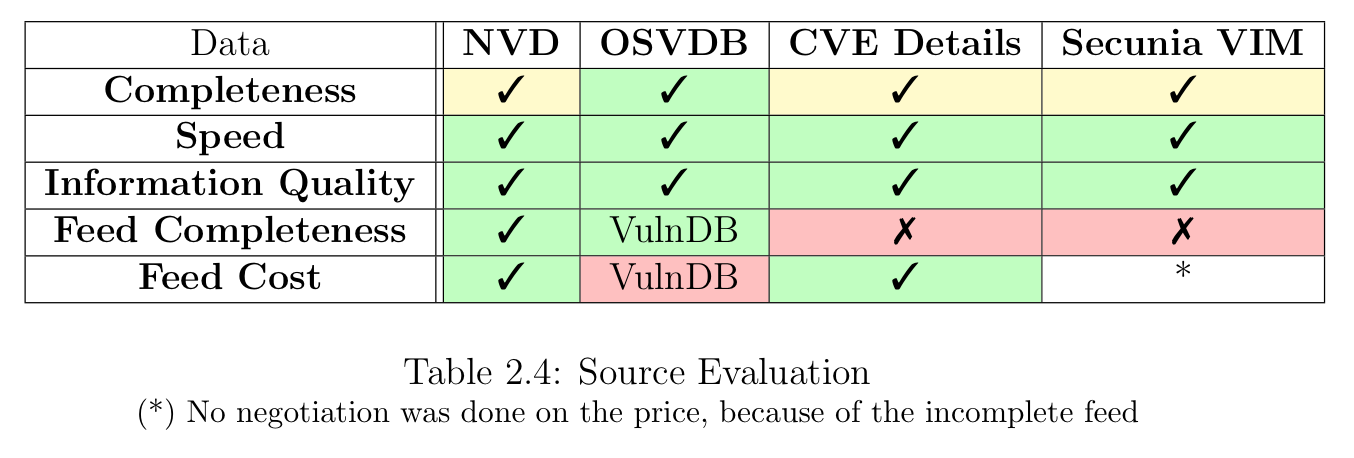 Data NVD OSVDB CVE Details Secunia VIM
Completeness ✓ ✓ ✓ ✓
Speed ✓ ✓ ✓ ✓
Information Quality ✓ ✓ ✓ ✓
Feed Completeness ✓ VulnDB ✗ ✗
Feed Cost ✓ VulnDB ✓ *
Table 2.4: Source Evaluation
(*) No negotiation was done on the price, because of the incomplete feed